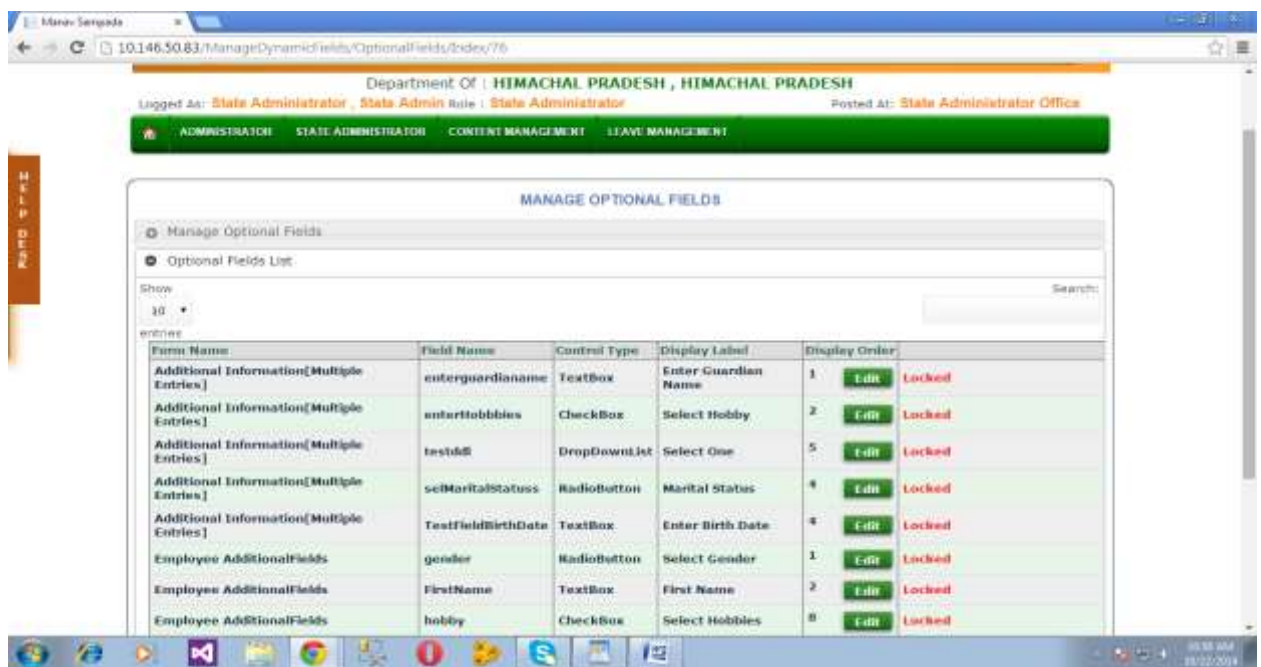 Manav Sampada
10.146.50.83/ManageDynamicFields/OptionalFields/Index/76
Department Of : HIMACHAL PRADESH , HIMACHAL PRADESH
Logged As: State Administrator , State Admin Role : State Administrator Posted At: State Administrator Office
ADMINISTRATOR STATE ADMINISTRATOR CONTENT MANAGEMENT LEAVE MANAGEMENT
HELP DESK
MANAGE OPTIONAL FIELDS
Manage Optional Fields
Optional Fields List
Show Search:
10
entries
Form Name Field Name Control Type Display Label Display Order
Additional Information[Multiple Entries] enterguardianame TextBox Enter Guardian Name 1 Edit Locked
Additional Information[Multiple Entries] enterHobbbies CheckBox Select Hobby 2 Edit Locked
Additional Information[Multiple Entries] testddl DropDownList Select One 5 Edit Locked
Additional Information[Multiple Entries] selMaritalStatuss RadioButton Marital Status 4 Edit Locked
Additional Information[Multiple Entries] TestFieldBirthDate TextBox Enter Birth Date 4 Edit Locked
Employee AdditionalFields gender RadioButton Select Gender 1 Edit Locked
Employee AdditionalFields FirstName TextBox First Name 2 Edit Locked
Employee AdditionalFields hobby CheckBox Select Hobbies 8 Edit Locked